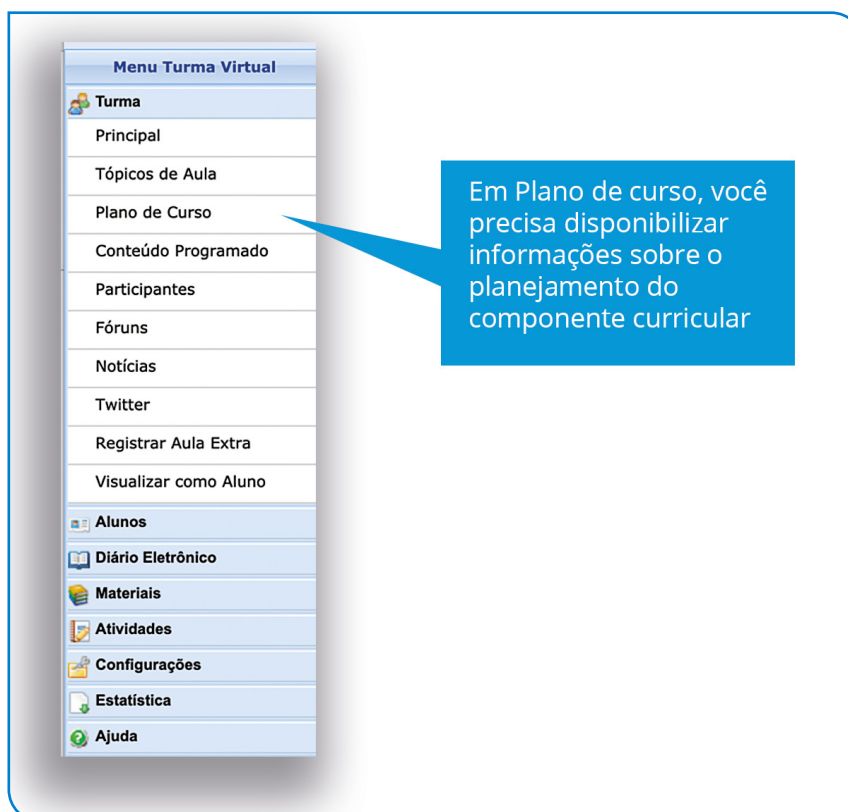 Menu Turma Virtual
Turma
Principal
Tópicos de Aula
Plano de Curso
Conteúdo Programado
Participantes
Fóruns
Notícias
Twitter
Registrar Aula Extra
Visualizar como Aluno
Alunos
Diário Eletrônico
Materiais
Atividades
Configurações
Estatística
Ajuda
Em Plano de curso, você
precisa disponibilizar
informações sobre o
planejamento do
componente curricular